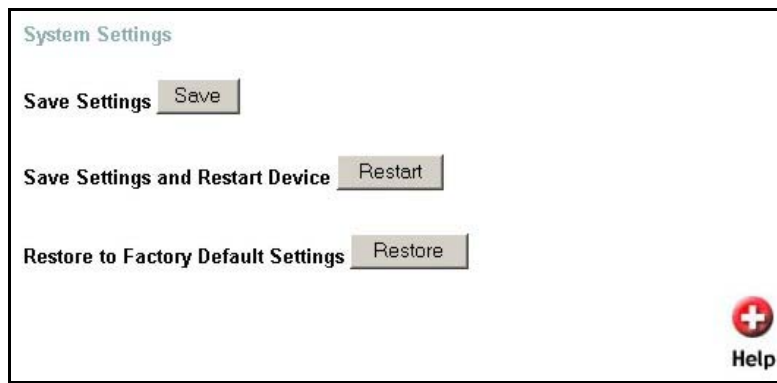 System Settings
Save Settings Save
Save Settings and Restart Device Restart
Restore to Factory Default Settings Restore
Help